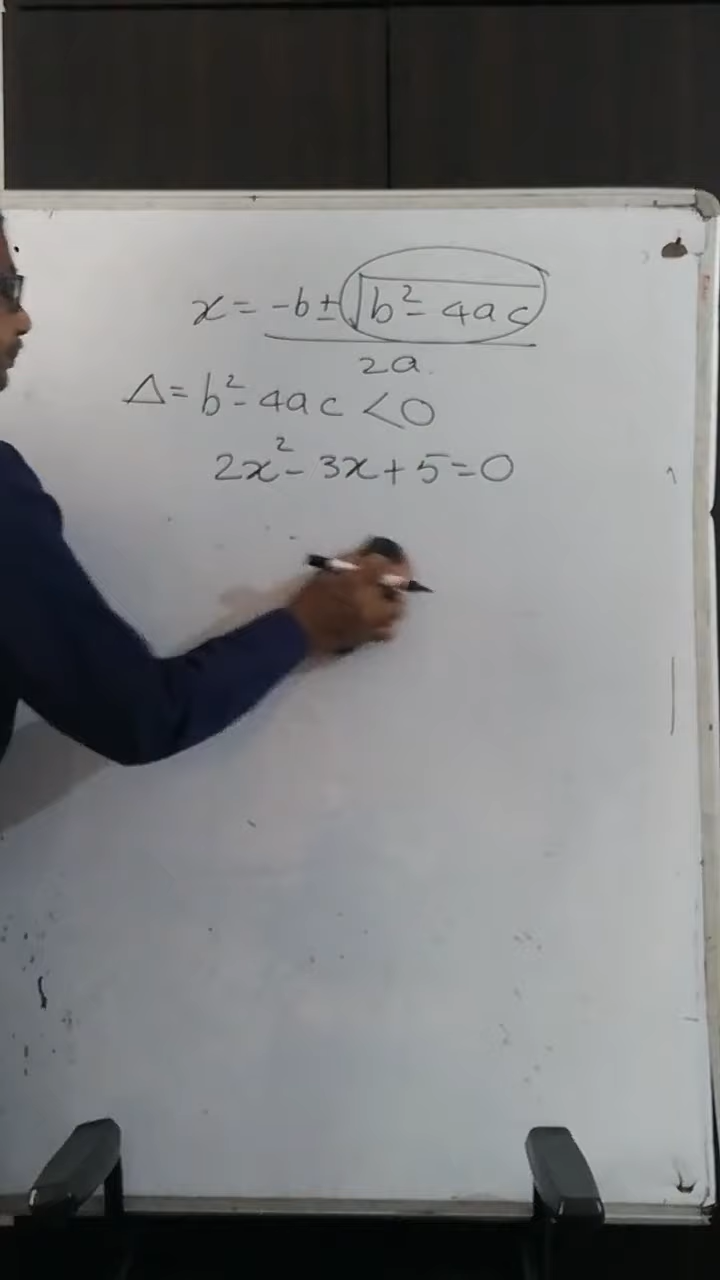 x = -b ± √b² - 4ac
2a.
Δ = b² - 4ac < 0
2x² - 3x + 5 = 0